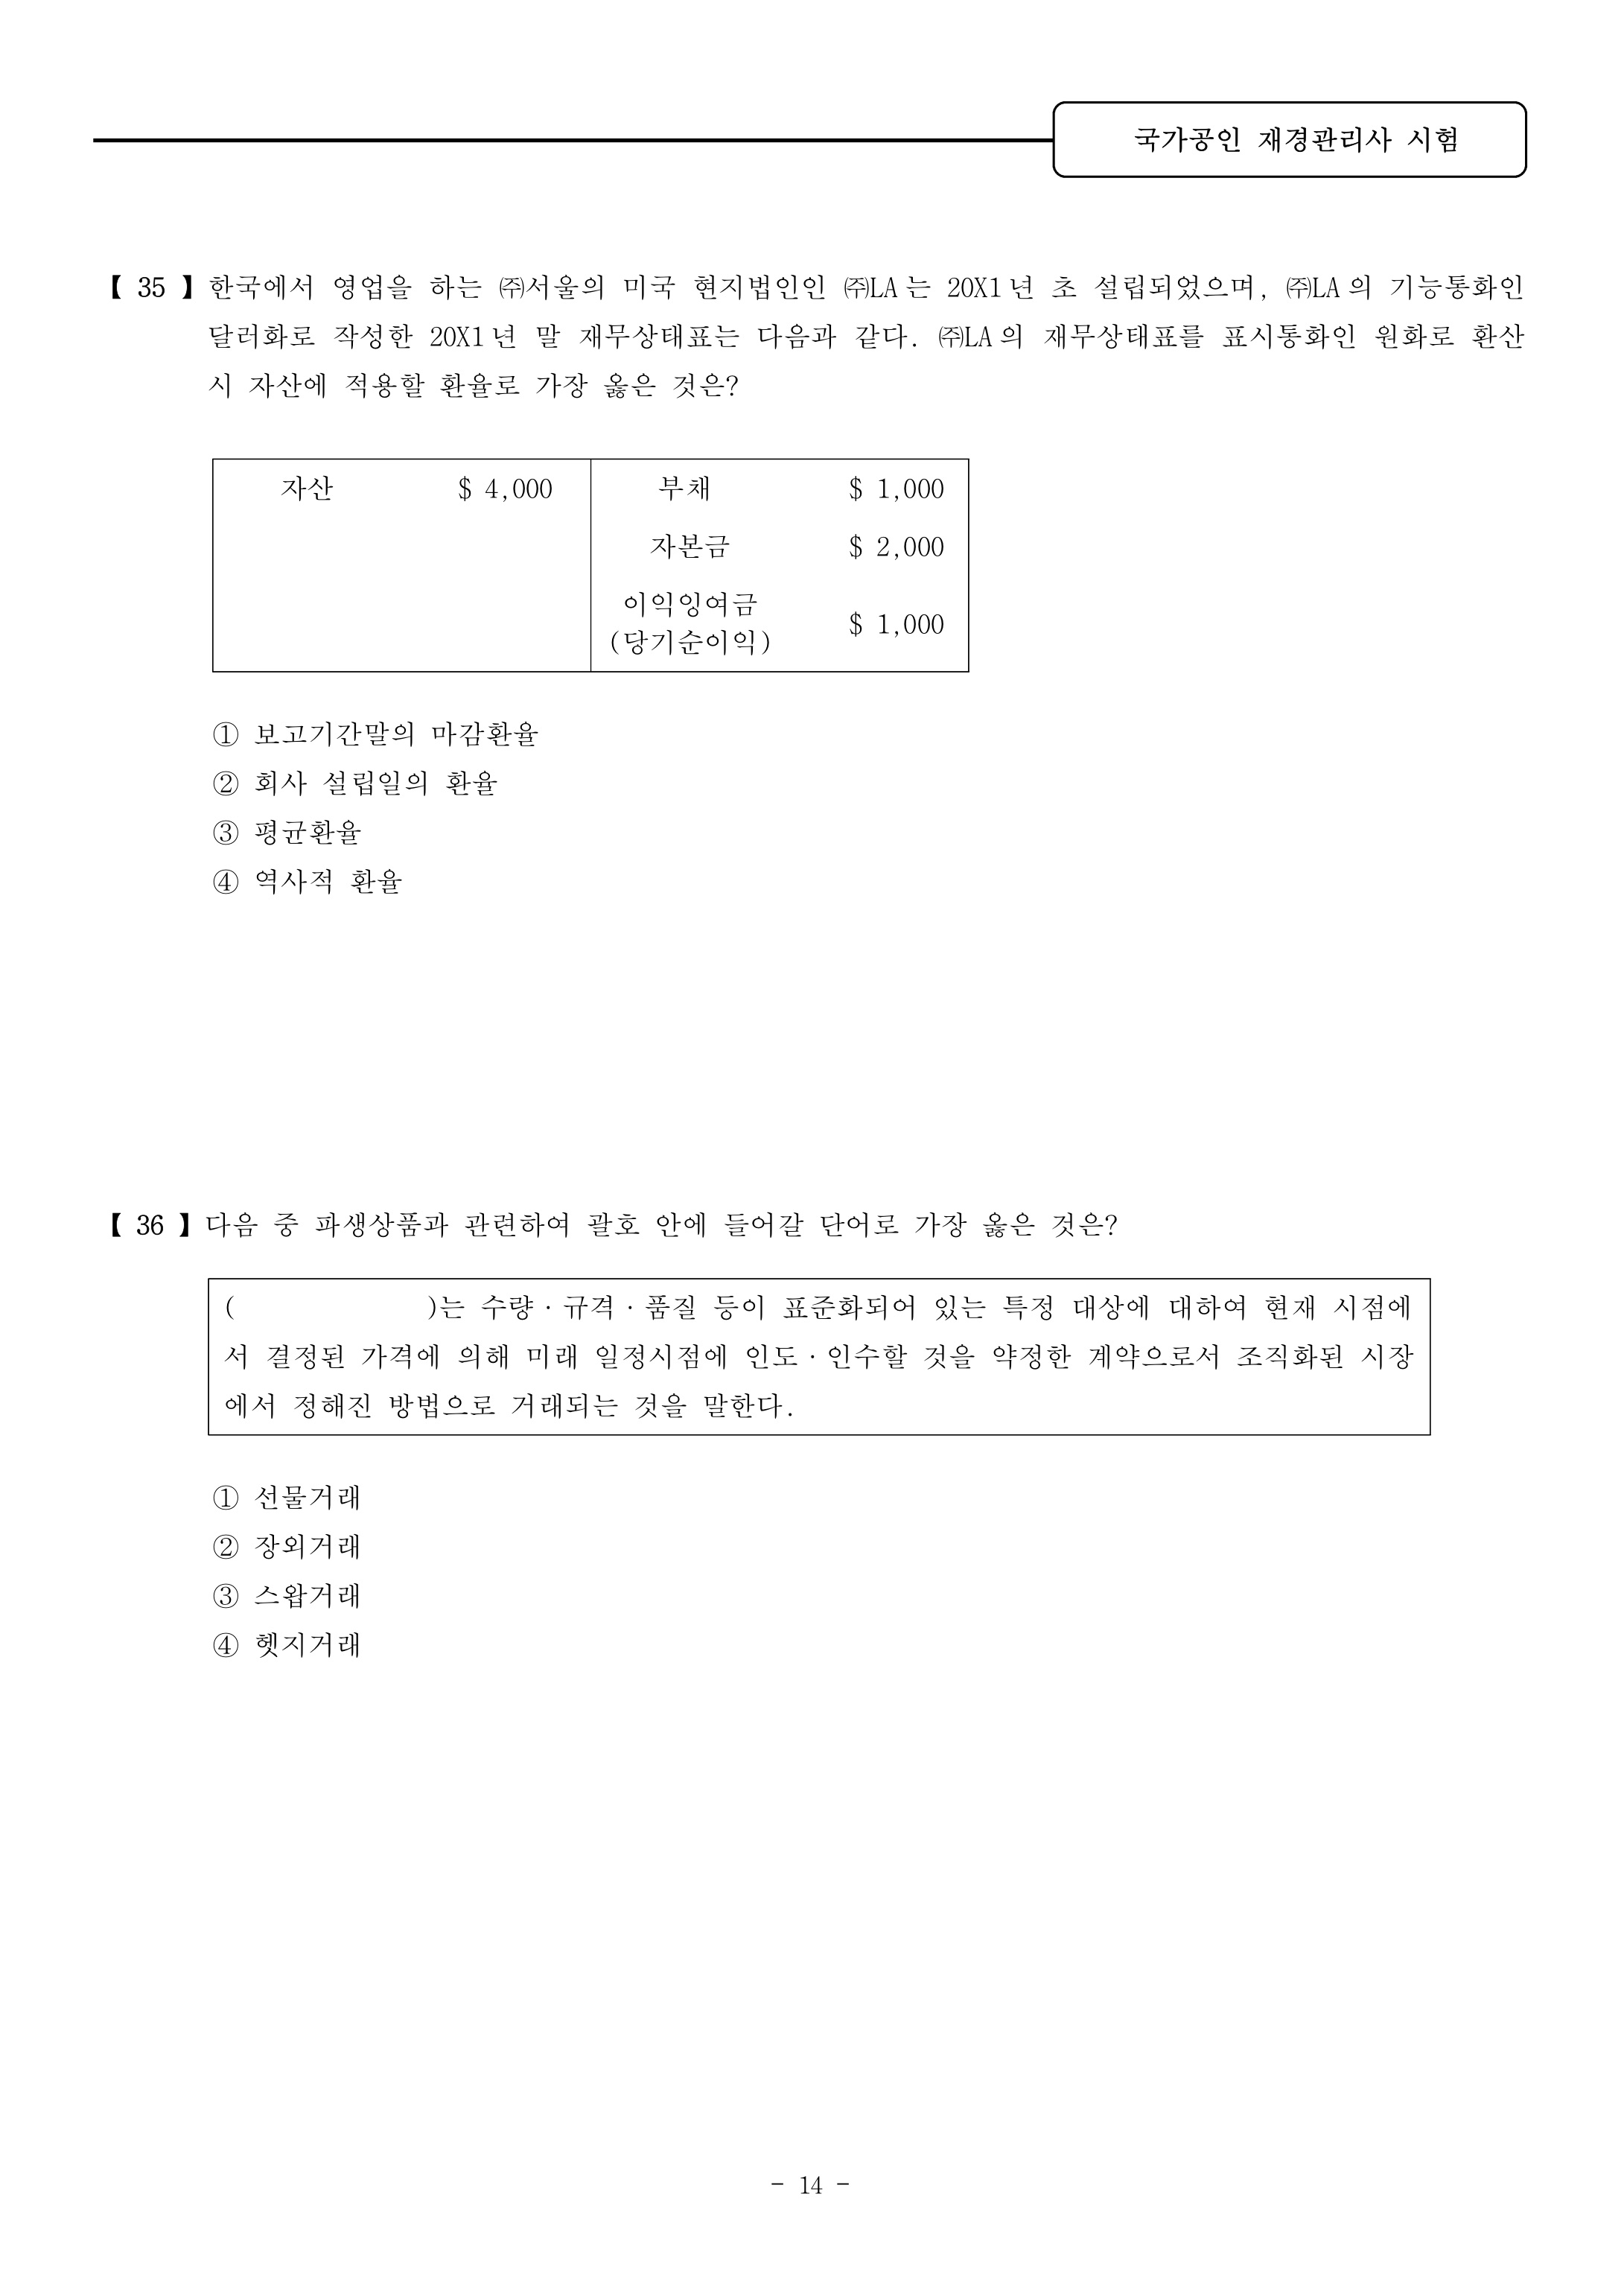 국가공인 재경관리사 시험
【 35 】 한국에서 영업을 하는 ㈜서울의 미국 현지법인인 ㈜LA는 20X1년 초 설립되었으며, ㈜LA의 기능통화인
달러화로 작성한 20X1년 말 재무상태표는 다음과 같다. ㈜LA의 재무상태표를 표시통화인 원화로 환산
시 자산에 적용할 환율로 가장 옳은 것은?
자산 $ 4,000 부채 $ 1,000
자본금 $ 2,000
이익잉여금
(당기순이익) $ 1,000
① 보고기간말의 마감환율
② 회사 설립일의 환율
③ 평균환율
④ 역사적 환율
【 36 】 다음 중 파생상품과 관련하여 괄호 안에 들어갈 단어로 가장 옳은 것은?
( )는 수량·규격·품질 등이 표준화되어 있는 특정 대상에 대하여 현재 시점에
서 결정된 가격에 의해 미래 일정시점에 인도·인수할 것을 약정한 계약으로서 조직화된 시장
에서 정해진 방법으로 거래되는 것을 말한다.
① 선물거래
② 장외거래
③ 스왑거래
④ 헷지거래
- 14 -